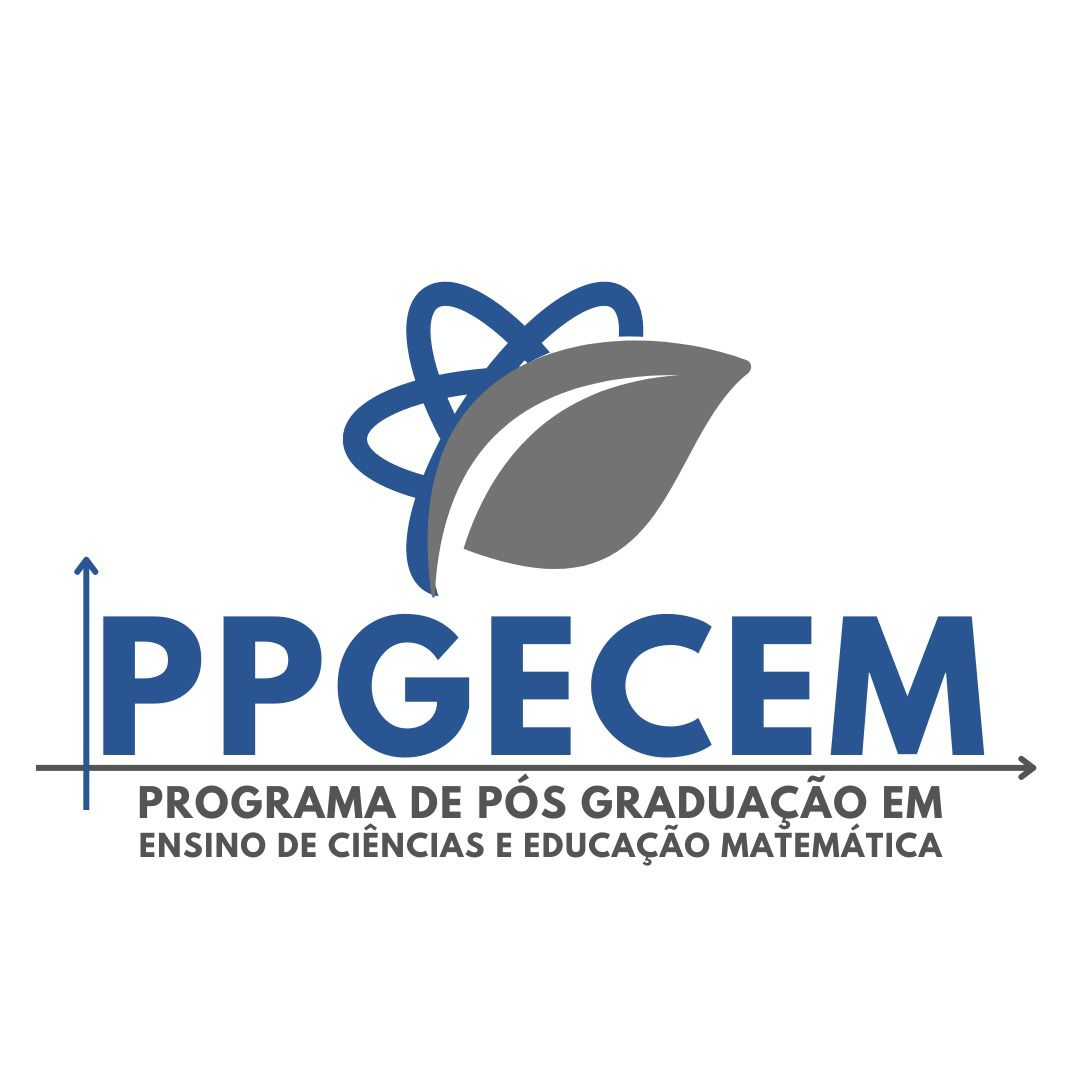 PPGECEM
PROGRAMA DE PÓS GRADUAÇÃO EM
ENSINO DE CIÊNCIAS E EDUCAÇÃO MATEMÁTICA